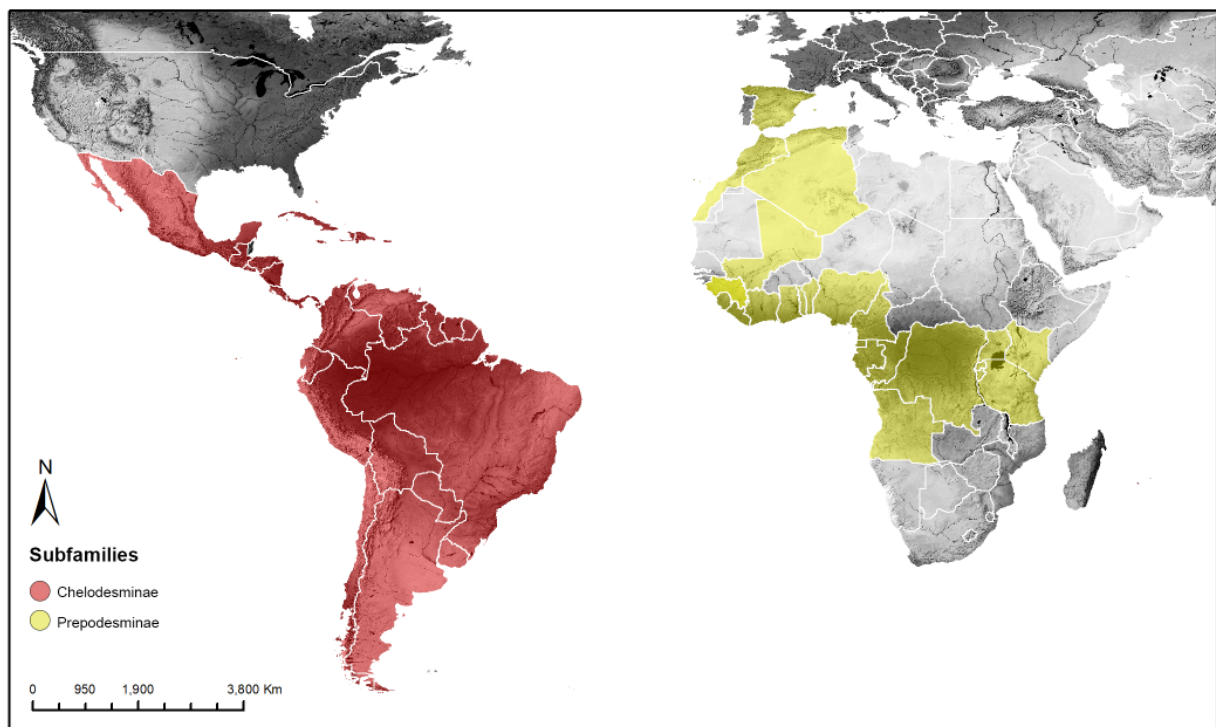 N
Subfamilies
Chelodesminae
Prepodesminae
0 950 1,900 3,800 Km